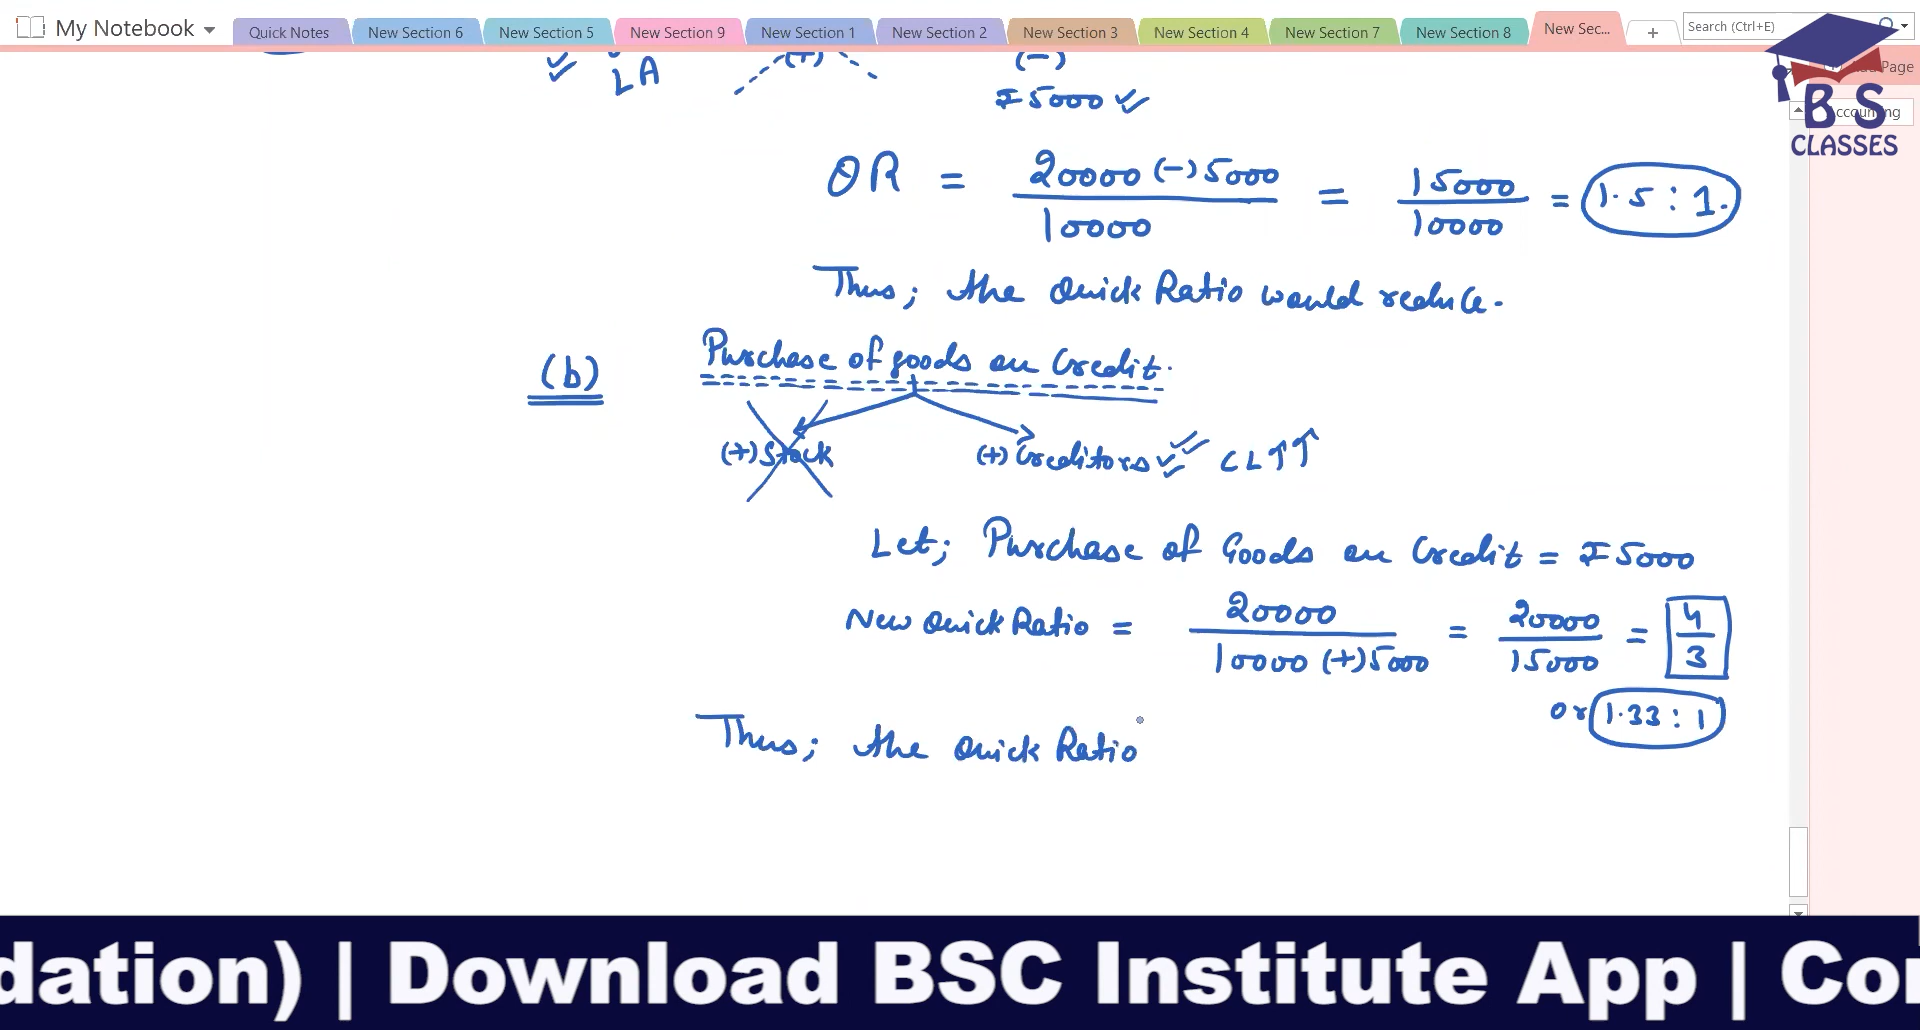 My Notebook
Quick Notes
New Section 6
New Section 5
New Section 9
New Section 1
New Section 2
New Section 3
New Section 4
New Section 7
New Section 8
New Sec...
+
Search (Ctrl+E)
Page
BS
CLASSES
LA (+) (-)
₹5000
QR = 20000 (-) 5000 / 10000 = 15000 / 10000 = 1.5 : 1.
Thus; the Quick Ratio would reduce.
(b) Purchase of goods on Credit.
(+) Stock (+) Creditors CL↑↑
Let; Purchase of Goods on Credit = ₹5000
New Quick Ratio = 20000 / 10000 (+) 5000 = 20000 / 15000 = 4 / 3
or 1.33 : 1
Thus; the Quick Ratio
dation) | Download BSC Institute App | Co